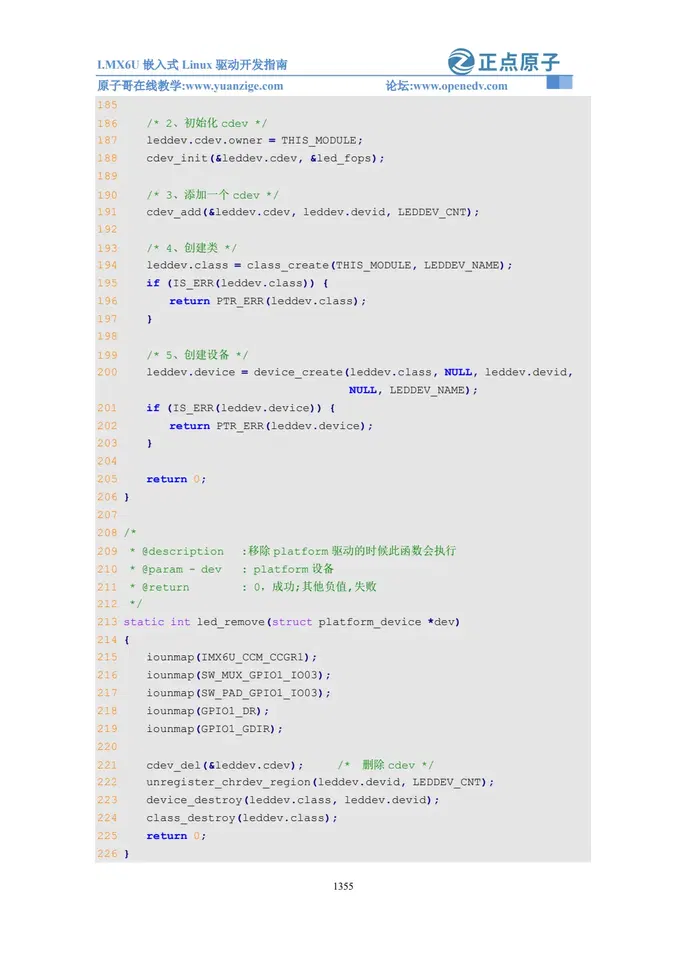 I.MX6U 嵌入式 Linux 驱动开发指南
正点原子
原子哥在线教学:www.yuanzige.com 论坛:www.openedv.com
185
186 /* 2、初始化 cdev */
187 leddev.cdev.owner = THIS_MODULE;
188 cdev_init(&leddev.cdev, &led_fops);
189
190 /* 3、添加一个 cdev */
191 cdev_add(&leddev.cdev, leddev.devid, LEDDEV_CNT);
192
193 /* 4、创建类 */
194 leddev.class = class_create(THIS_MODULE, LEDDEV_NAME);
195 if (IS_ERR(leddev.class)) {
196 return PTR_ERR(leddev.class);
197 }
198
199 /* 5、创建设备 */
200 leddev.device = device_create(leddev.class, NULL, leddev.devid,
NULL, LEDDEV_NAME);
201 if (IS_ERR(leddev.device)) {
202 return PTR_ERR(leddev.device);
203 }
204
205 return 0;
206 }
207
208 /*
209 * @description :移除 platform 驱动的时候此函数会执行
210 * @param - dev : platform 设备
211 * @return : 0，成功;其他负值,失败
212 */
213 static int led_remove(struct platform_device *dev)
214 {
215 iounmap(IMX6U_CCM_CCGR1);
216 iounmap(SW_MUX_GPIO1_IO03);
217 iounmap(SW_PAD_GPIO1_IO03);
218 iounmap(GPIO1_DR);
219 iounmap(GPIO1_GDIR);
220
221 cdev_del(&leddev.cdev); /* 删除 cdev */
222 unregister_chrdev_region(leddev.devid, LEDDEV_CNT);
223 device_destroy(leddev.class, leddev.devid);
224 class_destroy(leddev.class);
225 return 0;
226 }
1355